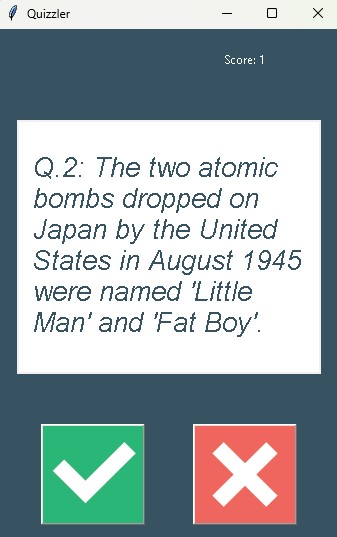 Quizzler
Score: 1
Q.2: The two atomic
bombs dropped on
Japan by the United
States in August 1945
were named 'Little
Man' and 'Fat Boy'.